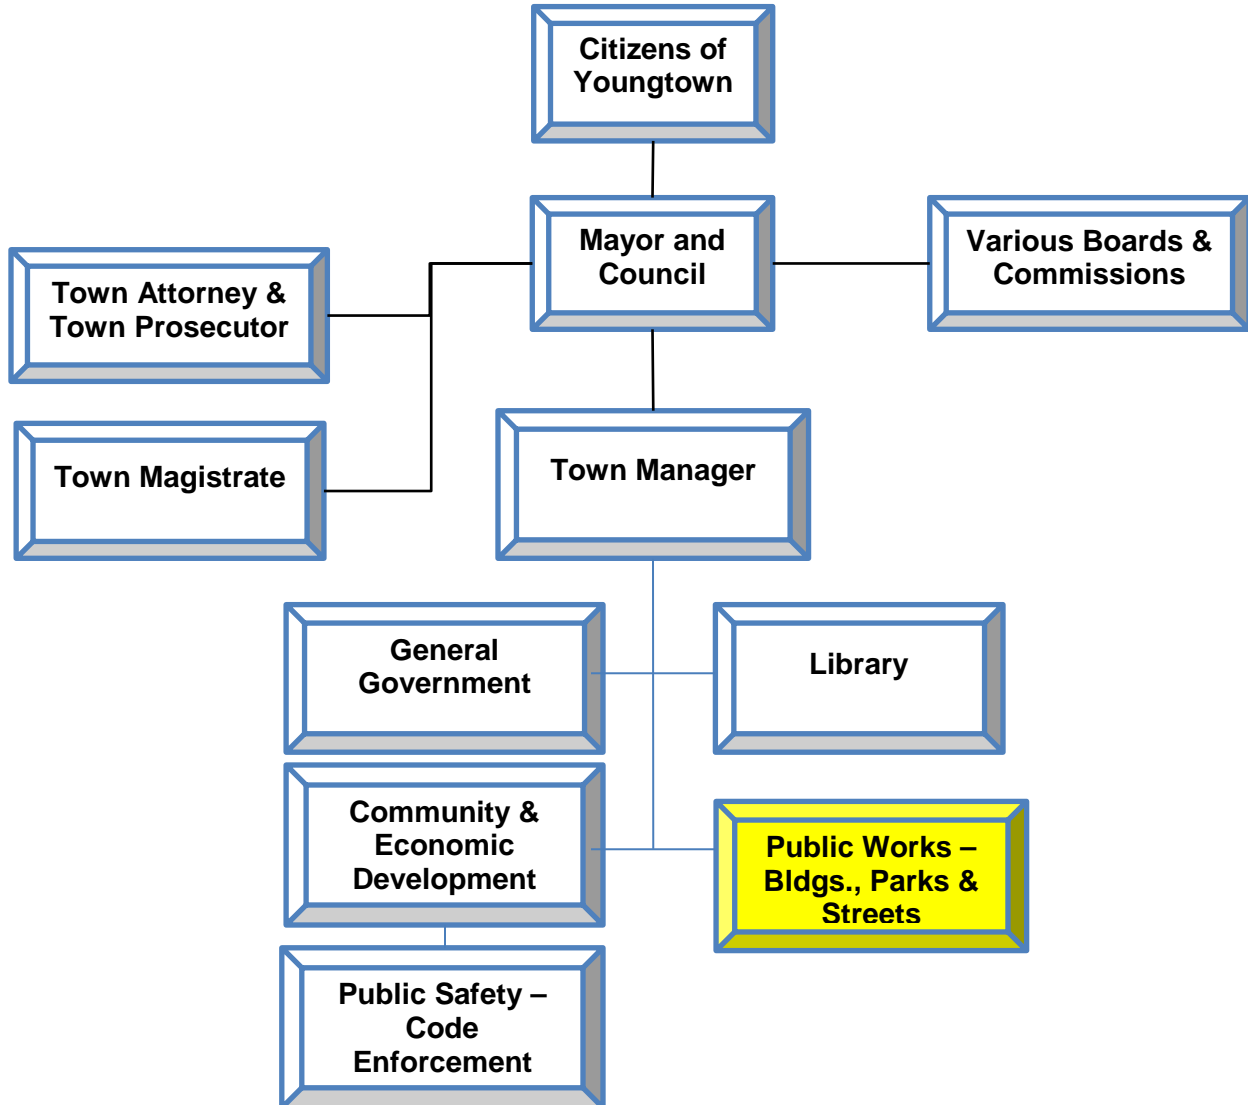 Citizens of
Youngtown
Mayor and
Council
Various Boards &
Commissions
Town Attorney &
Town Prosecutor
Town Magistrate
Town Manager
General
Government
Library
Community &
Economic
Development
Public Works –
Bldgs., Parks &
Streets
Public Safety –
Code
Enforcement